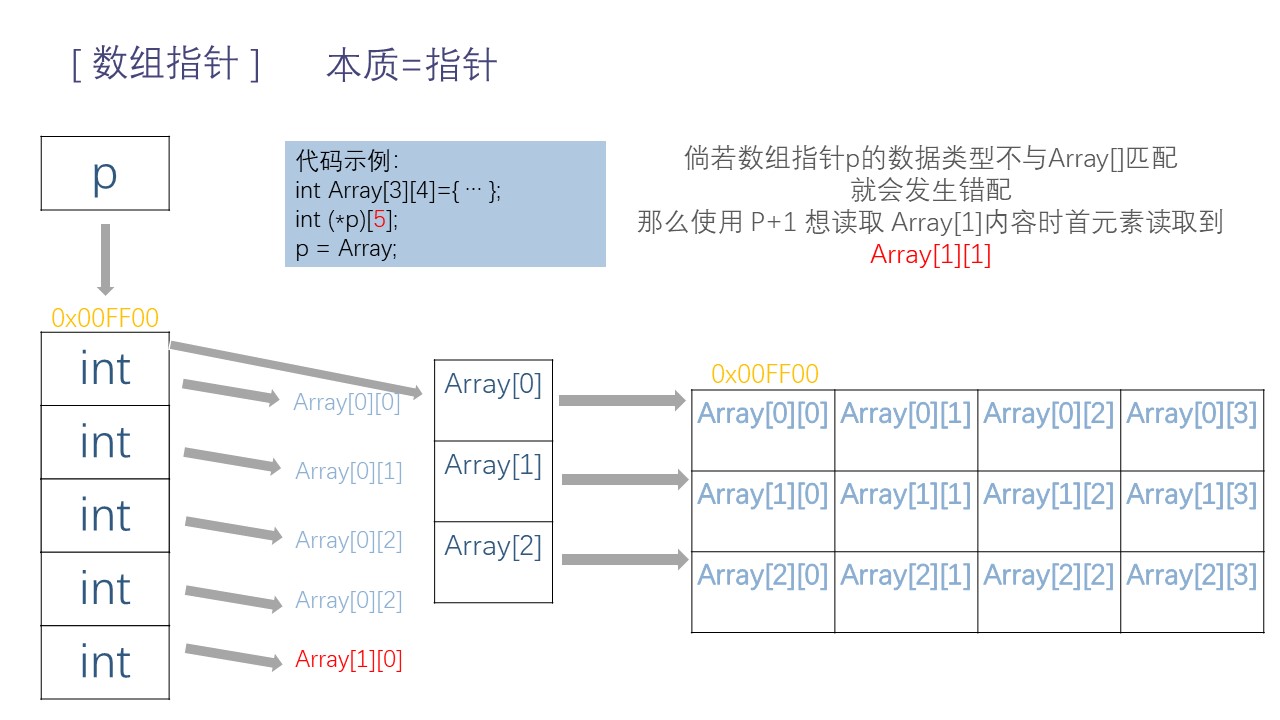 [ 数组指针 ] 本质=指针
p
代码示例：
int Array[3][4]={ … };
int (*p)[5];
p = Array;
倘若数组指针p的数据类型不与Array[]匹配
就会发生错配
那么使用 P+1 想读取 Array[1]内容时首元素读取到
Array[1][1]
0x00FF00
int
int
int
int
int
Array[0][0]
Array[0][1]
Array[0][2]
Array[0][2]
Array[1][0]
Array[0]
Array[1]
Array[2]
0x00FF00
Array[0][0] Array[0][1] Array[0][2] Array[0][3]
Array[1][0] Array[1][1] Array[1][2] Array[1][3]
Array[2][0] Array[2][1] Array[2][2] Array[2][3]